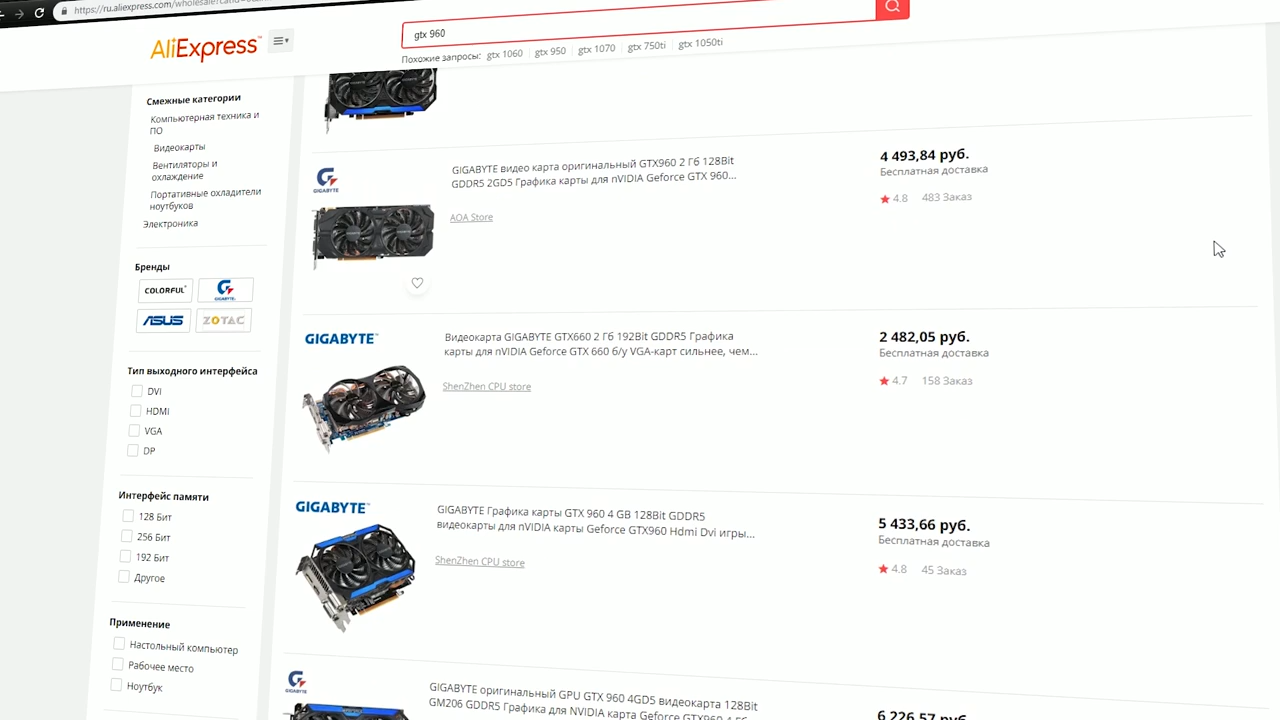 https://ru.aliexpress.com/wholesale?catId=
AliExpress
gtx 960
Похожие запросы: gtx 1060 gtx 950 gtx 1070 gtx 750ti gtx 1050ti
Смежные категории
Компьютерная техника и
ПО
Видеокарты
Вентиляторы и
охлаждение
Портативные охладители
ноутбуков
Электроника
Бренды
COLORFUL
GIGABYTE
ASUS
ZOTAC
Тип выходного интерфейса
DVI
HDMI
VGA
DP
Интерфейс памяти
128 Бит
256 Бит
192 Бит
Другое
Применение
Настольный компьютер
Рабочее место
Ноутбук
GIGABYTE
GIGABYTE видео карта оригинальный GTX960 2 Гб 128Bit
GDDR5 2GD5 Графика карты для nVIDIA Geforce GTX 960...
AOA Store
4 493,84 руб.
Бесплатная доставка
4.8 483 Заказ
GIGABYTE™
Видеокарта GIGABYTE GTX660 2 Гб 192Bit GDDR5 Графика
карты для nVIDIA Geforce GTX 660 б/у VGA-карт сильнее, чем...
ShenZhen CPU store
2 482,05 руб.
Бесплатная доставка
4.7 158 Заказ
GIGABYTE™
GIGABYTE Графика карты GTX 960 4 GB 128Bit GDDR5
видеокарты для nVIDIA карты Geforce GTX960 Hdmi Dvi игры...
ShenZhen CPU store
5 433,66 руб.
Бесплатная доставка
4.8 45 Заказ
GIGABYTE
GIGABYTE оригинальный GPU GTX 960 4GD5 видеокарта 128Bit
GM206 GDDR5 Графика для NVIDIA карта Geforce GTX960 4 Гб
6 226,57 руб.